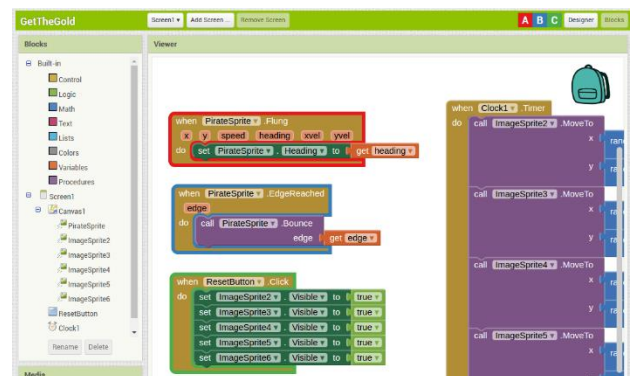 GetTheGold
Screen1 Add Screen ... Remove Screen A B C Designer Blocks
Blocks
Viewer
Built-in
Control
Logic
Math
Text
Lists
Colors
Variables
Procedures
Screen1
Canvas1
PirateSprite
ImageSprite2
ImageSprite3
ImageSprite4
ImageSprite5
ImageSprite6
ResetButton
Clock1
Rename Delete
Media
when PirateSprite .Flung
x y speed heading xvel yvel
do set PirateSprite . Heading to get heading
when PirateSprite .EdgeReached
edge
do call PirateSprite .Bounce
edge get edge
when ResetButton .Click
do set ImageSprite2 . Visible to true
set ImageSprite3 . Visible to true
set ImageSprite4 . Visible to true
set ImageSprite5 . Visible to true
set ImageSprite6 . Visible to true
when Clock1 .Timer
do call ImageSprite2 .MoveTo
x
y
call ImageSprite3 .MoveTo
x
y
call ImageSprite4 .MoveTo
x
y
call ImageSprite5 .MoveTo
x